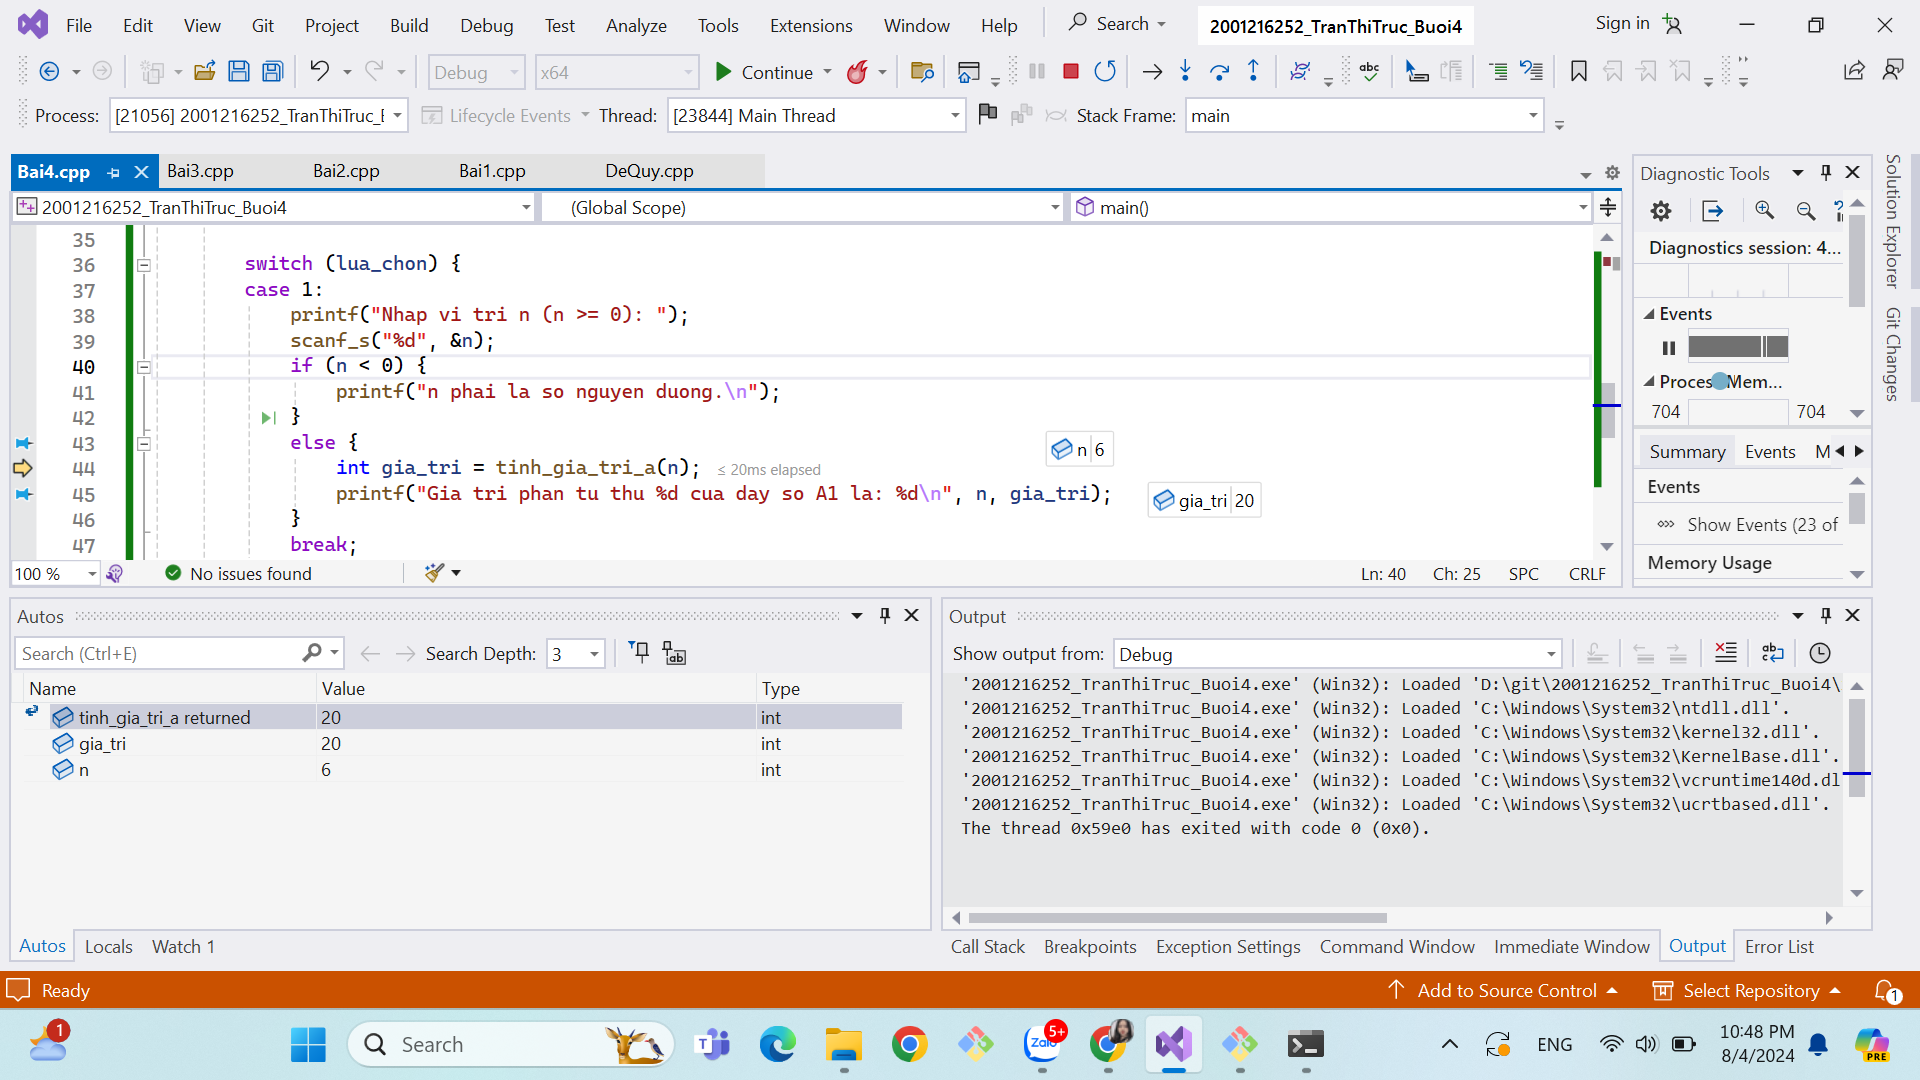 File Edit View Git Project Build Debug Test Analyze Tools Extensions Window Help Search 2001216252_TranThiTruc_Buoi4 Sign in
Debug x64 Continue
Process: [21056] 2001216252_TranThiTruc_E Lifecycle Events Thread: [23844] Main Thread Stack Frame: main
Bai4.cpp Bai3.cpp Bai2.cpp Bai1.cpp DeQuy.cpp
2001216252_TranThiTruc_Buoi4 (Global Scope) main()
35
36 switch (lua_chon) {
37 case 1:
38 printf("Nhap vi tri n (n >= 0): ");
39 scanf_s("%d", &n);
40 if (n < 0) {
41 printf("n phai la so nguyen duong.\n");
42 }
43 else {
n 6
44 int gia_tri = tinh_gia_tri_a(n); ≤ 20ms elapsed
45 printf("Gia tri phan tu thu %d cua day so A1 la: %d\n", n, gia_tri);
gia_tri 20
46 }
47 break;
100 % No issues found Ln: 40 Ch: 25 SPC CRLF
Diagnostic Tools
Diagnostics session: 4...
Events
Process Mem...
704 704
Summary Events M
Events
Show Events (23 of
Memory Usage
Solution Explorer
Git Changes
Autos
Search (Ctrl+E) Search Depth: 3
Name Value Type
tinh_gia_tri_a returned 20 int
gia_tri 20 int
n 6 int
Autos Locals Watch 1
Output
Show output from: Debug
'2001216252_TranThiTruc_Buoi4.exe' (Win32): Loaded 'D:\git\2001216252_TranThiTruc_Buoi4\
'2001216252_TranThiTruc_Buoi4.exe' (Win32): Loaded 'C:\Windows\System32\ntdll.dll'.
'2001216252_TranThiTruc_Buoi4.exe' (Win32): Loaded 'C:\Windows\System32\kernel32.dll'.
'2001216252_TranThiTruc_Buoi4.exe' (Win32): Loaded 'C:\Windows\System32\KernelBase.dll'.
'2001216252_TranThiTruc_Buoi4.exe' (Win32): Loaded 'C:\Windows\System32\vcruntime140d.dl
'2001216252_TranThiTruc_Buoi4.exe' (Win32): Loaded 'C:\Windows\System32\ucrtbased.dll'.
The thread 0x59e0 has exited with code 0 (0x0).
Call Stack Breakpoints Exception Settings Command Window Immediate Window Output Error List
Ready Add to Source Control Select Repository 1
1 Search 5+ Zalo ENG 10:48 PM
8/4/2024 PRE